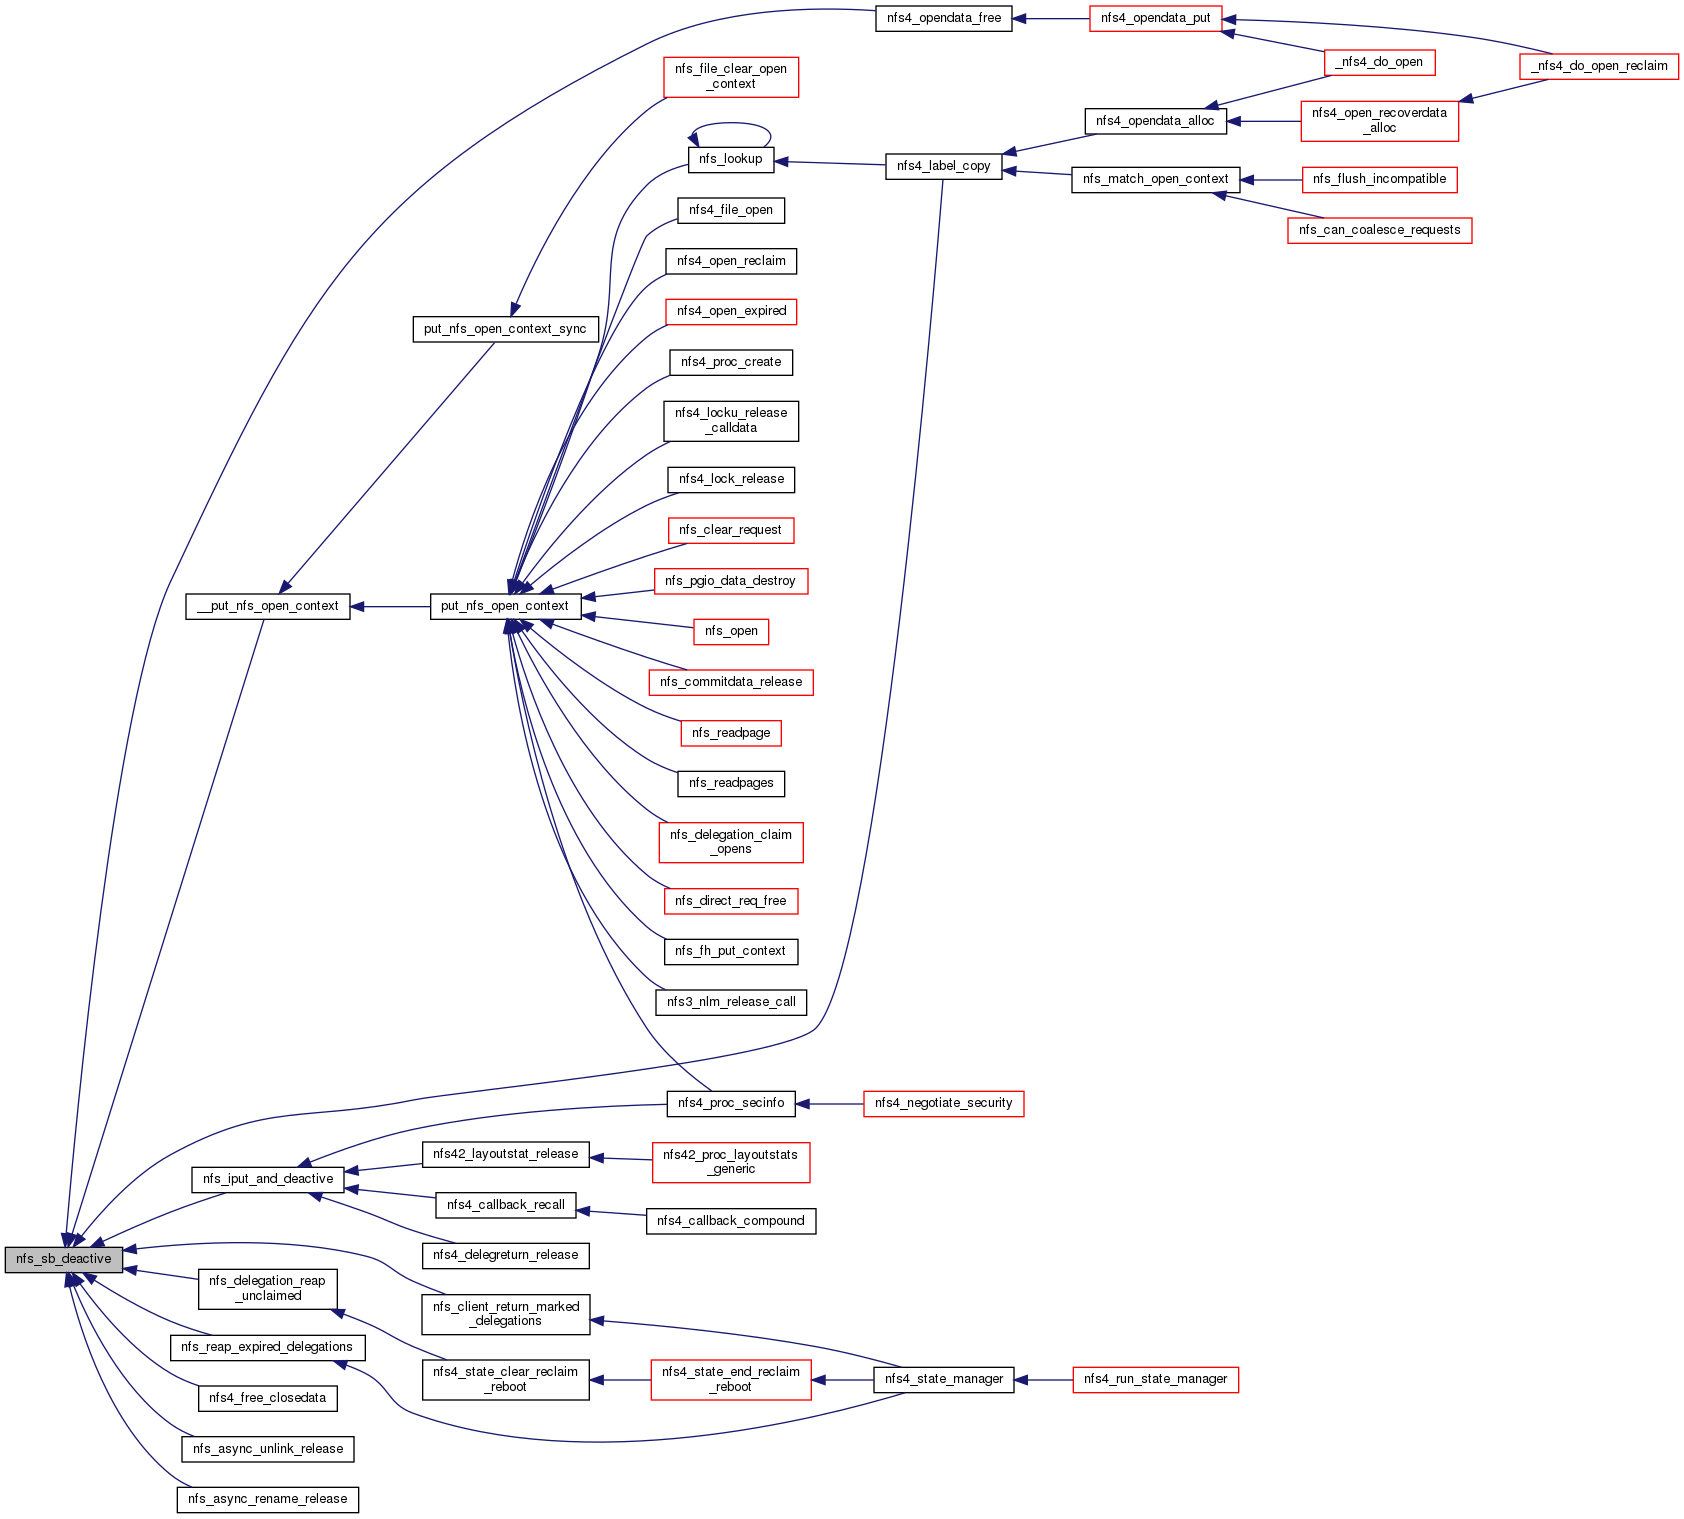 nfs4_opendata_free
nfs4_opendata_put
_nfs4_do_open
_nfs4_do_open_reclaim
nfs_file_clear_open
_context
nfs4_opendata_alloc
nfs4_open_recoverdata
_alloc
nfs_lookup
nfs4_label_copy
nfs_match_open_context
nfs_flush_incompatible
nfs_can_coalesce_requests
nfs4_file_open
nfs4_open_reclaim
nfs4_open_expired
put_nfs_open_context_sync
nfs4_proc_create
nfs4_locku_release
_calldata
nfs4_lock_release
nfs_clear_request
nfs_pgio_data_destroy
__put_nfs_open_context
put_nfs_open_context
nfs_open
nfs_commitdata_release
nfs_readpage
nfs_readpages
nfs_delegation_claim
_opens
nfs_direct_req_free
nfs_fh_put_context
nfs3_nlm_release_call
nfs4_proc_secinfo
nfs4_negotiate_security
nfs42_layoutstat_release
nfs42_proc_layoutstats
_generic
nfs_iput_and_deactive
nfs4_callback_recall
nfs4_callback_compound
nfs4_delegreturn_release
nfs_sb_deactive
nfs_delegation_reap
_unclaimed
nfs_client_return_marked
_delegations
nfs_reap_expired_delegations
nfs4_state_clear_reclaim
_reboot
nfs4_state_end_reclaim
_reboot
nfs4_state_manager
nfs4_run_state_manager
nfs4_free_closedata
nfs_async_unlink_release
nfs_async_rename_release